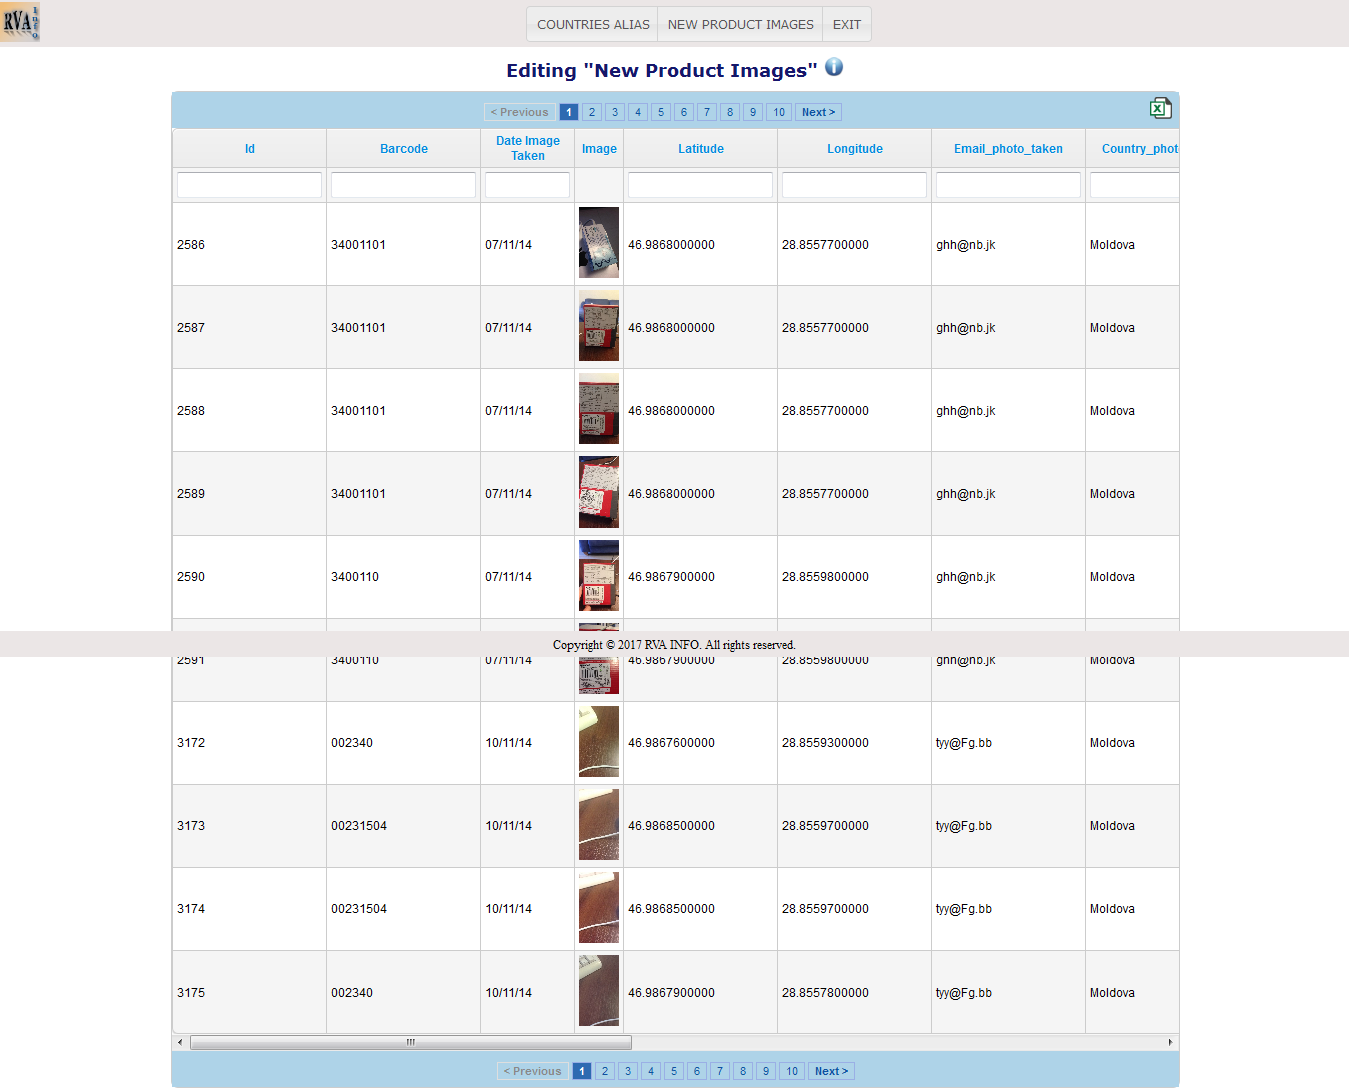 RVA Info
COUNTRIES ALIAS NEW PRODUCT IMAGES EXIT
Editing "New Product Images"
< Previous 1 2 3 4 5 6 7 8 9 10 Next >
Id Barcode Date Image Taken Image Latitude Longitude Email_photo_taken Country_phot
2586 34001101 07/11/14 46.9868000000 28.8557700000 ghh@nb.jk Moldova
2587 34001101 07/11/14 46.9868000000 28.8557700000 ghh@nb.jk Moldova
2588 34001101 07/11/14 46.9868000000 28.8557700000 ghh@nb.jk Moldova
2589 34001101 07/11/14 46.9868000000 28.8557700000 ghh@nb.jk Moldova
2590 3400110 07/11/14 46.9867900000 28.8559800000 ghh@nb.jk Moldova
Copyright © 2017 RVA INFO. All rights reserved.
2591 3400110 07/11/14 46.9867900000 28.8559800000 ghh@nb.jk Moldova
3172 002340 10/11/14 46.9867600000 28.8559300000 tyy@Fg.bb Moldova
3173 00231504 10/11/14 46.9868500000 28.8559700000 tyy@Fg.bb Moldova
3174 00231504 10/11/14 46.9868500000 28.8559700000 tyy@Fg.bb Moldova
3175 002340 10/11/14 46.9867900000 28.8557800000 tyy@Fg.bb Moldova
< Previous 1 2 3 4 5 6 7 8 9 10 Next >